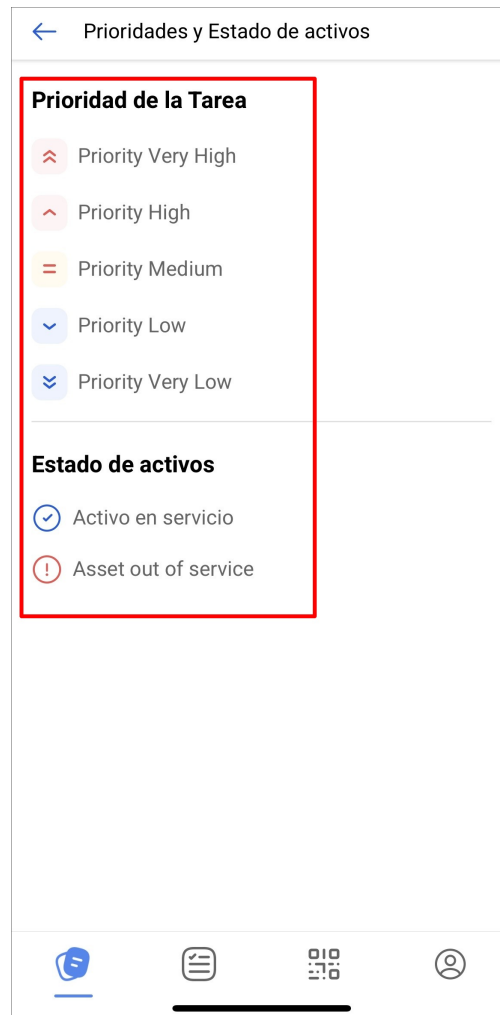 Prioridades y Estado de activos
Prioridad de la Tarea
Priority Very High
Priority High
Priority Medium
Priority Low
Priority Very Low
Estado de activos
Activo en servicio
Asset out of service